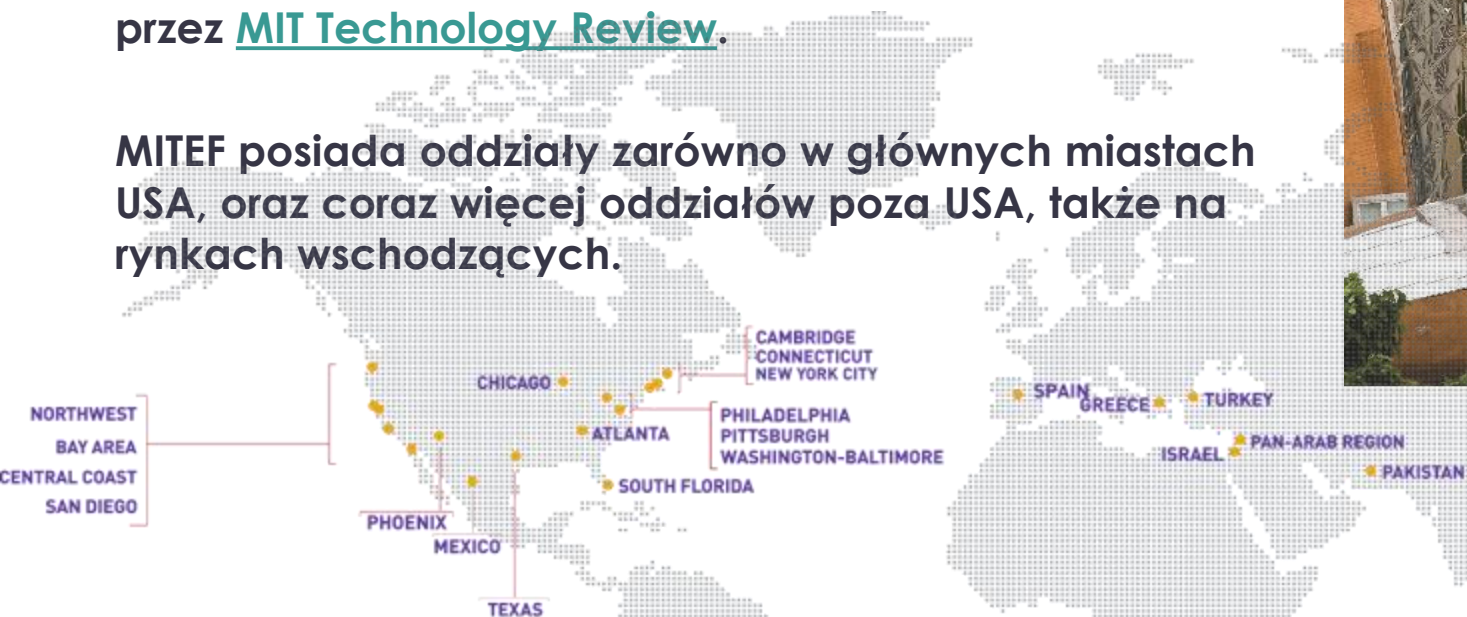 przez MIT Technology Review.
MITEF posiada oddziały zarówno w głównych miastach
USA, oraz coraz więcej oddziałów poza USA, także na
rynkach wschodzących.
CAMBRIDGE
CONNECTICUT
NEW YORK CITY
CHICAGO
SPAIN
GREECE
TURKEY
NORTHWEST
BAY AREA
CENTRAL COAST
SAN DIEGO
PHILADELPHIA
PITTSBURGH
WASHINGTON-BALTIMORE
ATLANTA
ISRAEL
PAN-ARAB REGION
PAKISTAN
SOUTH FLORIDA
PHOENIX
MEXICO
TEXAS